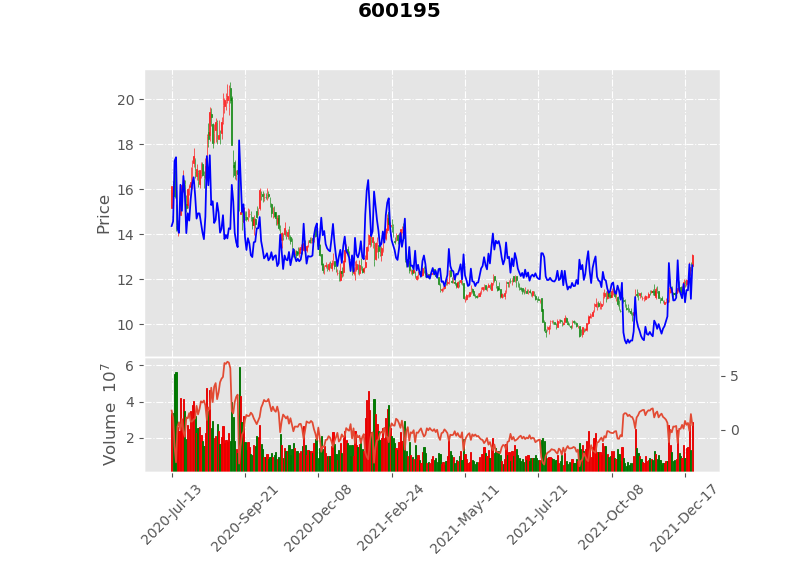 600195
20
18
16
14
12
10
Price
6
4
2
Volume 10^7
5
0
2020-Jul-13
2020-Sep-21
2020-Dec-08
2021-Feb-24
2021-May-11
2021-Jul-21
2021-Oct-08
2021-Dec-17